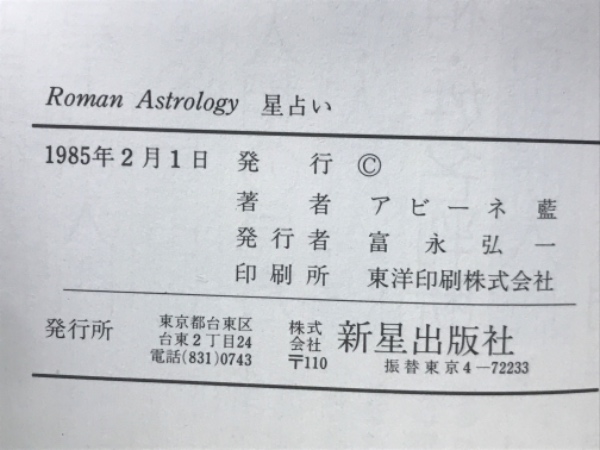 Roman Astrology 星占い
1985年2月1日 発行 ©
著者 アビーネ藍
発行者 富永弘一
印刷所 東洋印刷株式会社
発行所
東京都台東区
台東2丁目24
電話(831)0743
株式
会社
〒110
新星出版社
振替東京4—72233